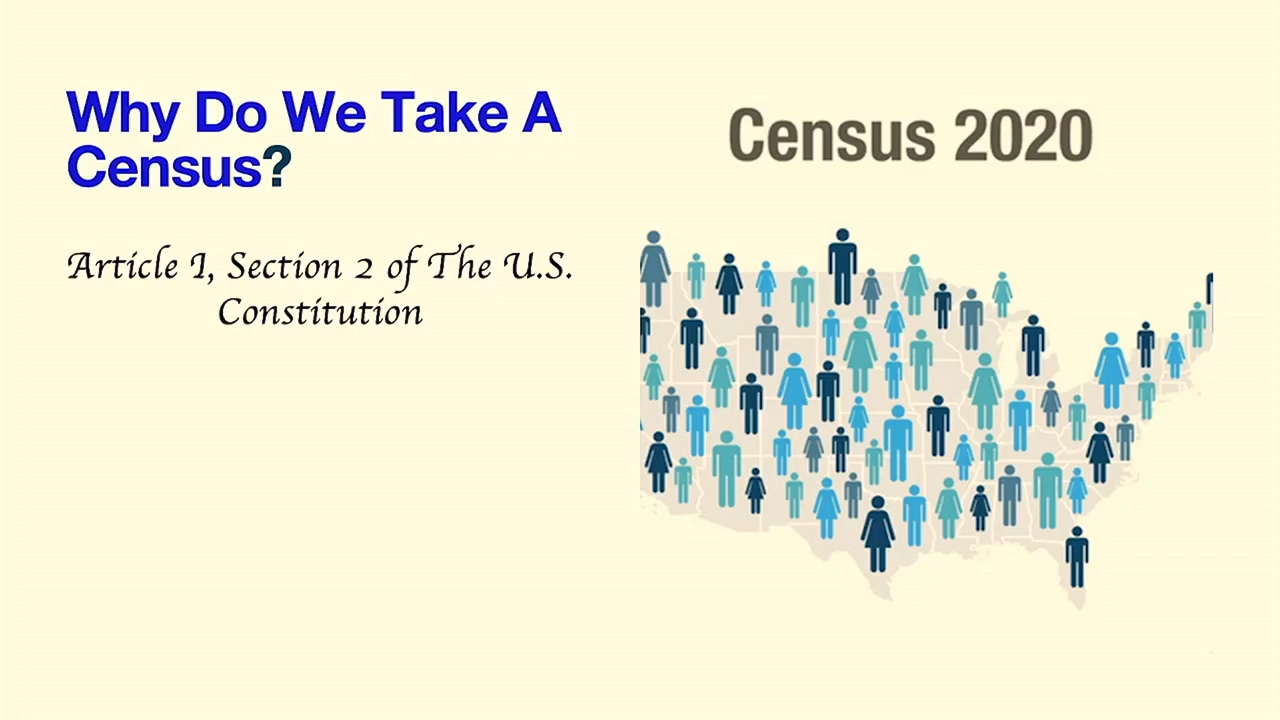 Why Do We Take A
Census?
Article I, Section 2 of The U.S.
Constitution
Census 2020